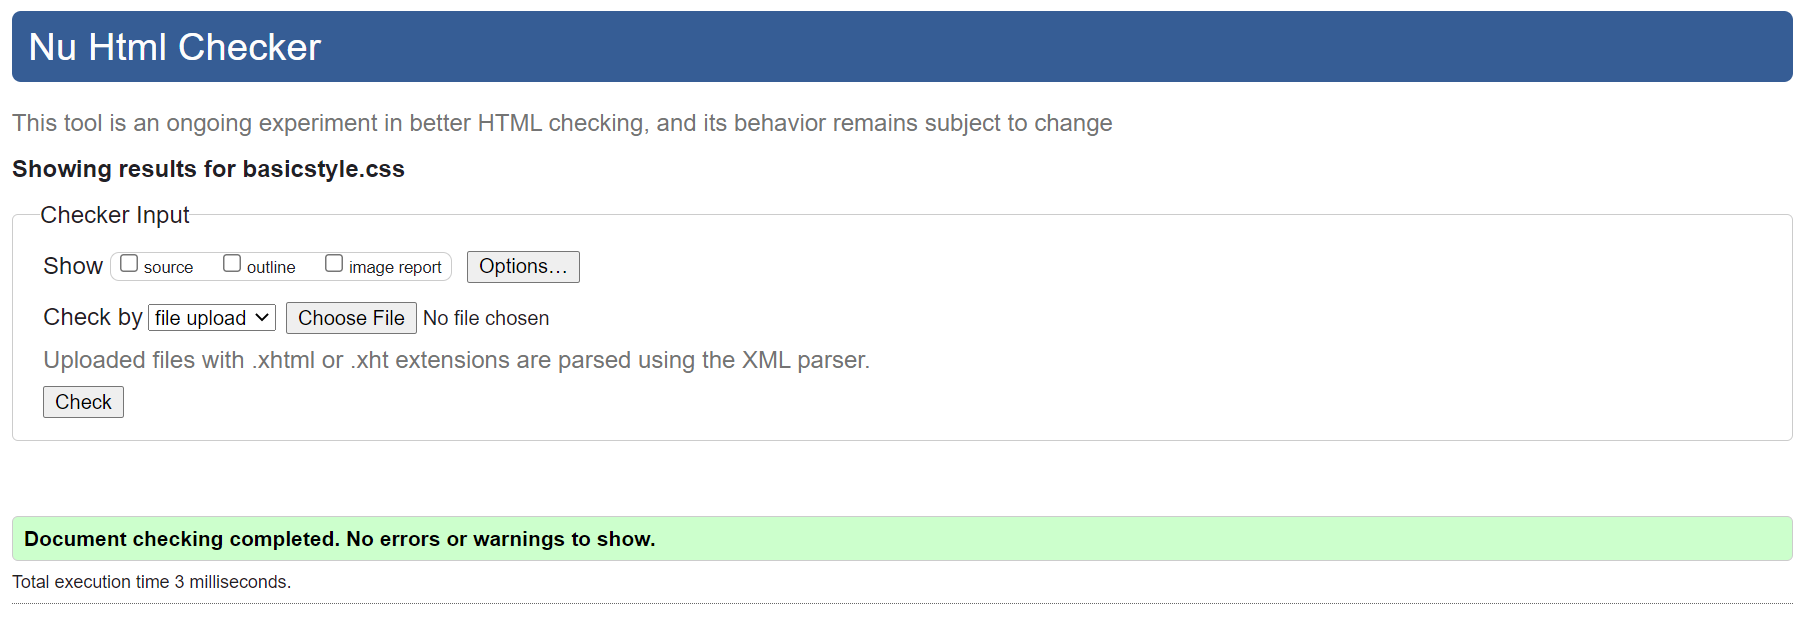 Nu Html Checker
This tool is an ongoing experiment in better HTML checking, and its behavior remains subject to change
Showing results for basicstyle.css
Checker Input
Show source outline image report Options…
Check by file upload Choose File No file chosen
Uploaded files with .xhtml or .xht extensions are parsed using the XML parser.
Check
Document checking completed. No errors or warnings to show.
Total execution time 3 milliseconds.